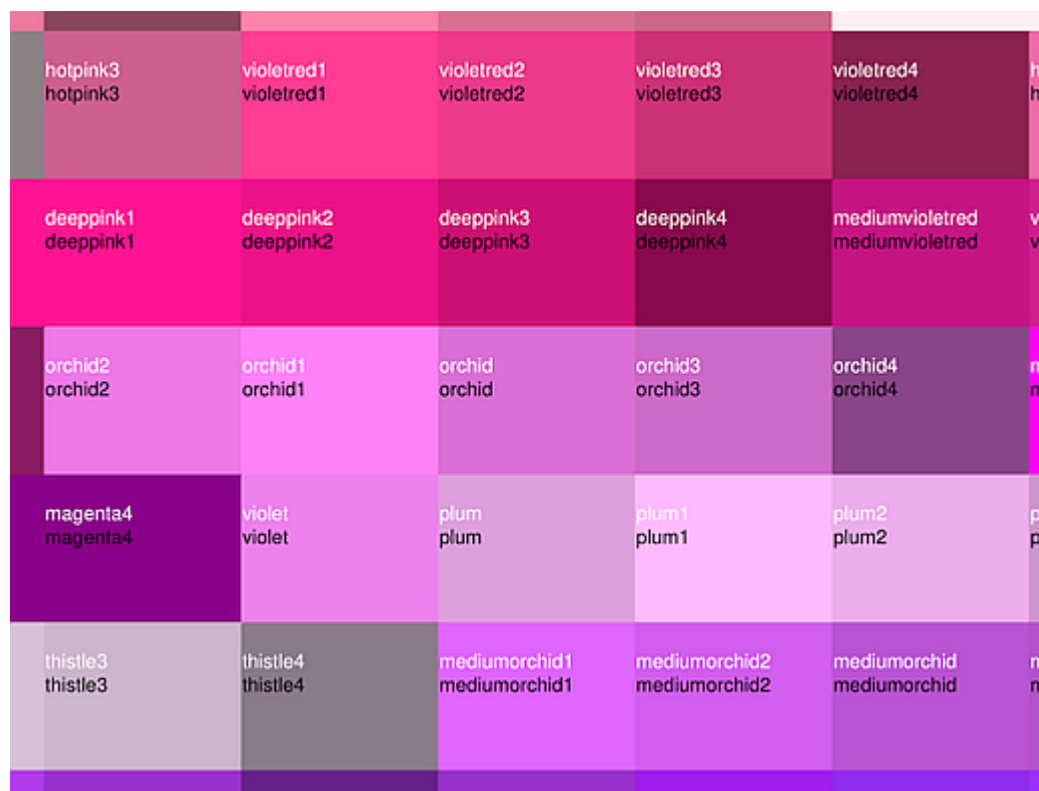 hotpink3 violetred1 violetred2 violetred3 violetred4 h
hotpink3 violetred1 violetred2 violetred3 violetred4 h
deeppink1 deeppink2 deeppink3 deeppink4 mediumvioletred v
deeppink1 deeppink2 deeppink3 deeppink4 mediumvioletred v
orchid2 orchid1 orchid orchid3 orchid4
orchid2 orchid1 orchid orchid3 orchid4
magenta4 violet plum plum1 plum2 p
magenta4 violet plum plum1 plum2 p
thistle3 thistle4 mediumorchid1 mediumorchid2 mediumorchid
thistle3 thistle4 mediumorchid1 mediumorchid2 mediumorchid